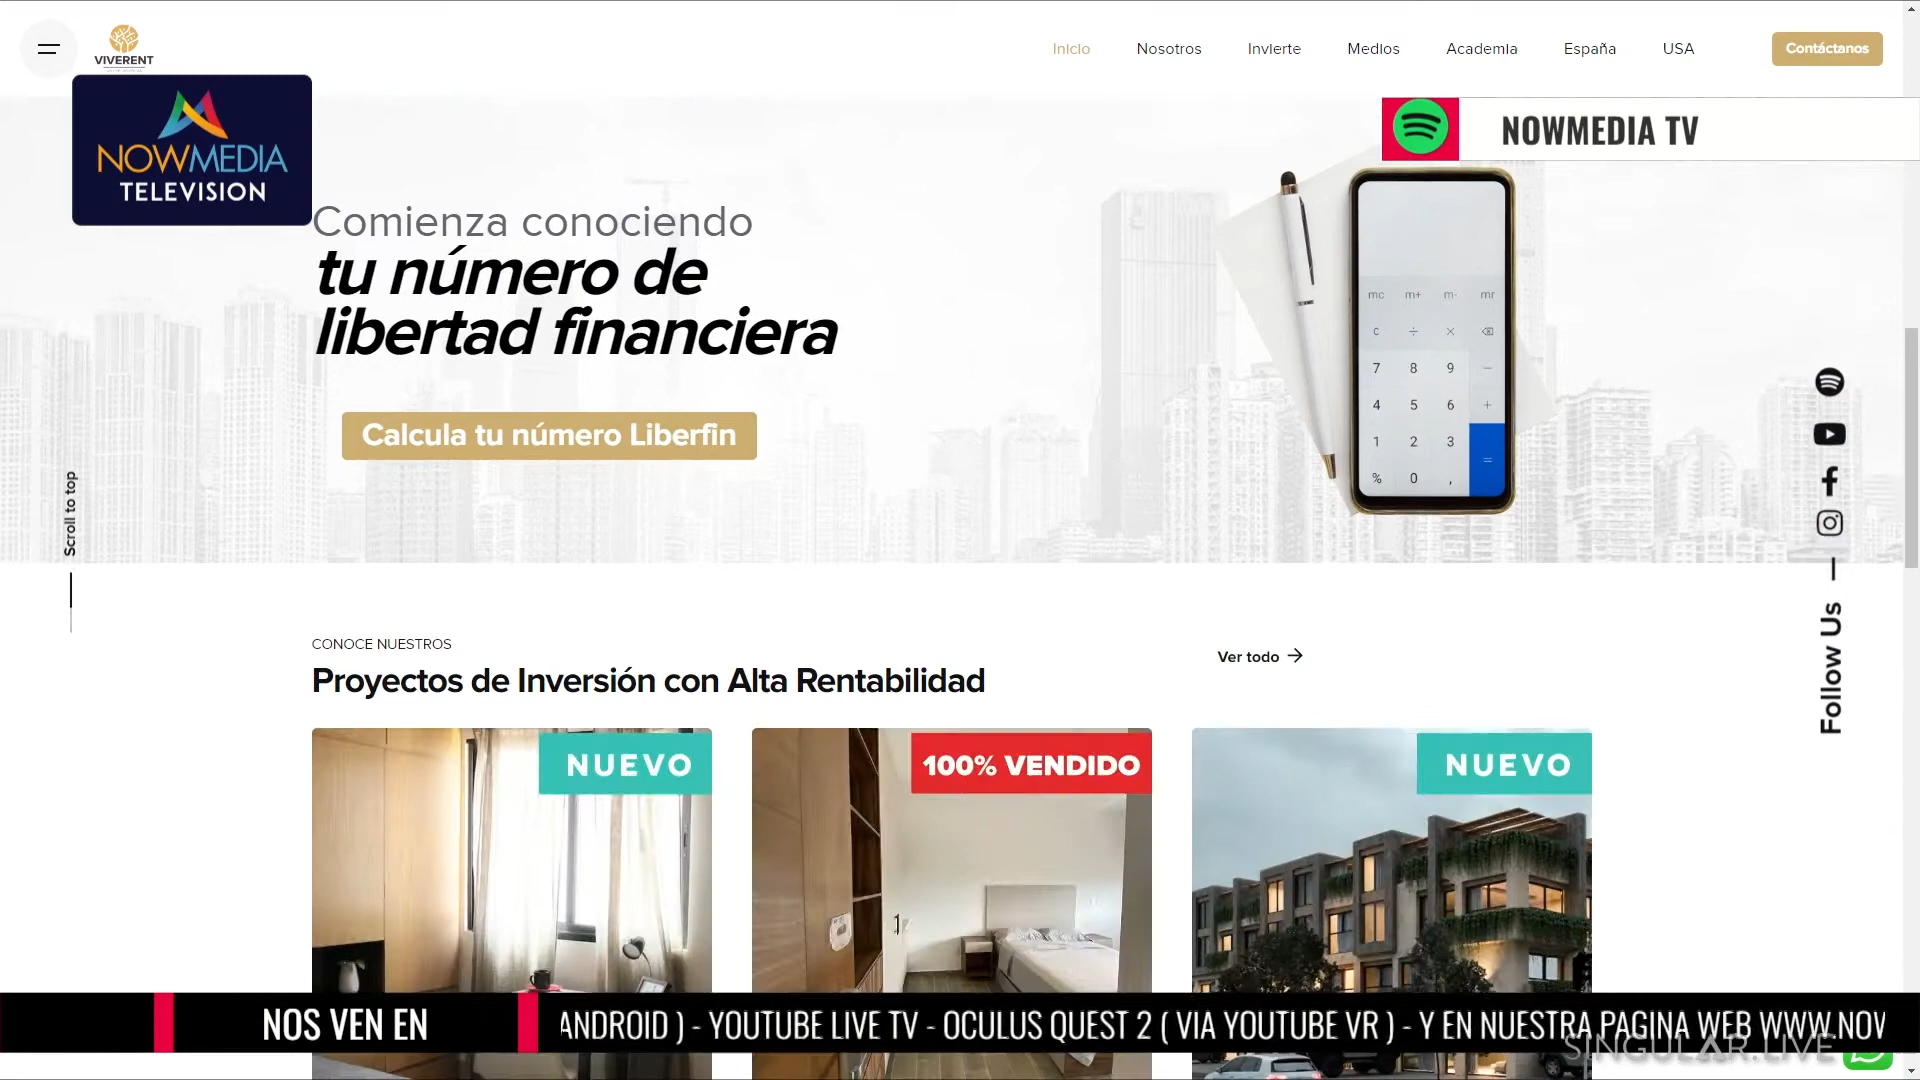 VIVERENT
Inicio
Nosotros
Invierte
Medios
Academia
España
USA
Contáctanos
NOWMEDIA
TELEVISION
NOWMEDIA TV
Comienza conociendo
tu número de
libertad financiera
Calcula tu número Liberfin
mc m+ m- mr
c ÷ ×
7 8 9 −
4 5 6 +
1 2 3
% 0 , =
Scroll to top
Follow Us
CONOCE NUESTROS
Proyectos de Inversión con Alta Rentabilidad
Ver todo
NUEVO
100% VENDIDO
NUEVO
NOS VEN EN
ANDROID ) - YOUTUBE LIVE TV - OCULUS QUEST 2 ( VIA YOUTUBE VR ) - Y EN NUESTRA PAGINA WEB WWW.NOV
SINGULAR.LIVE